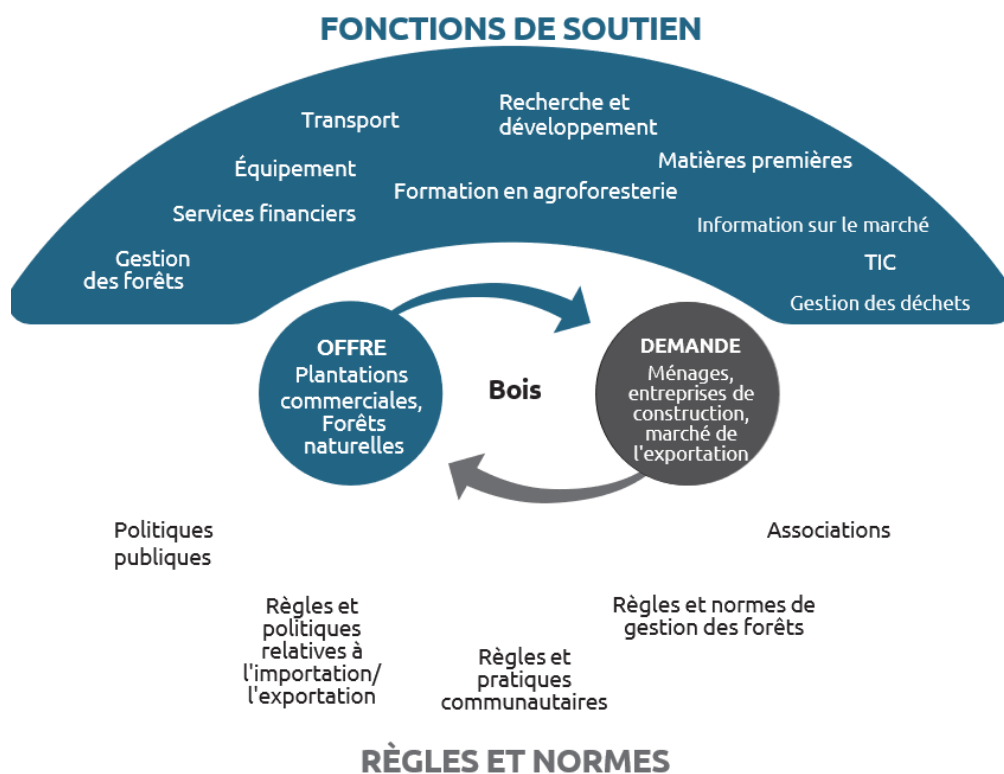 FONCTIONS DE SOUTIEN
Transport
Recherche et
développement
Équipement
Matières premières
Formation en agroforesterie
Services financiers
Information sur le marché
Gestion
des forêts
TIC
Gestion des déchets
OFFRE
Plantations
commerciales,
Forêts
naturelles
Bois
DEMANDE
Ménages,
entreprises de
construction,
marché de
l'exportation
Politiques
publiques
Associations
Règles et
politiques
relatives à
l'importation/
l'exportation
Règles et normes de
gestion des forêts
Règles et
pratiques
communautaires
RÈGLES ET NORMES